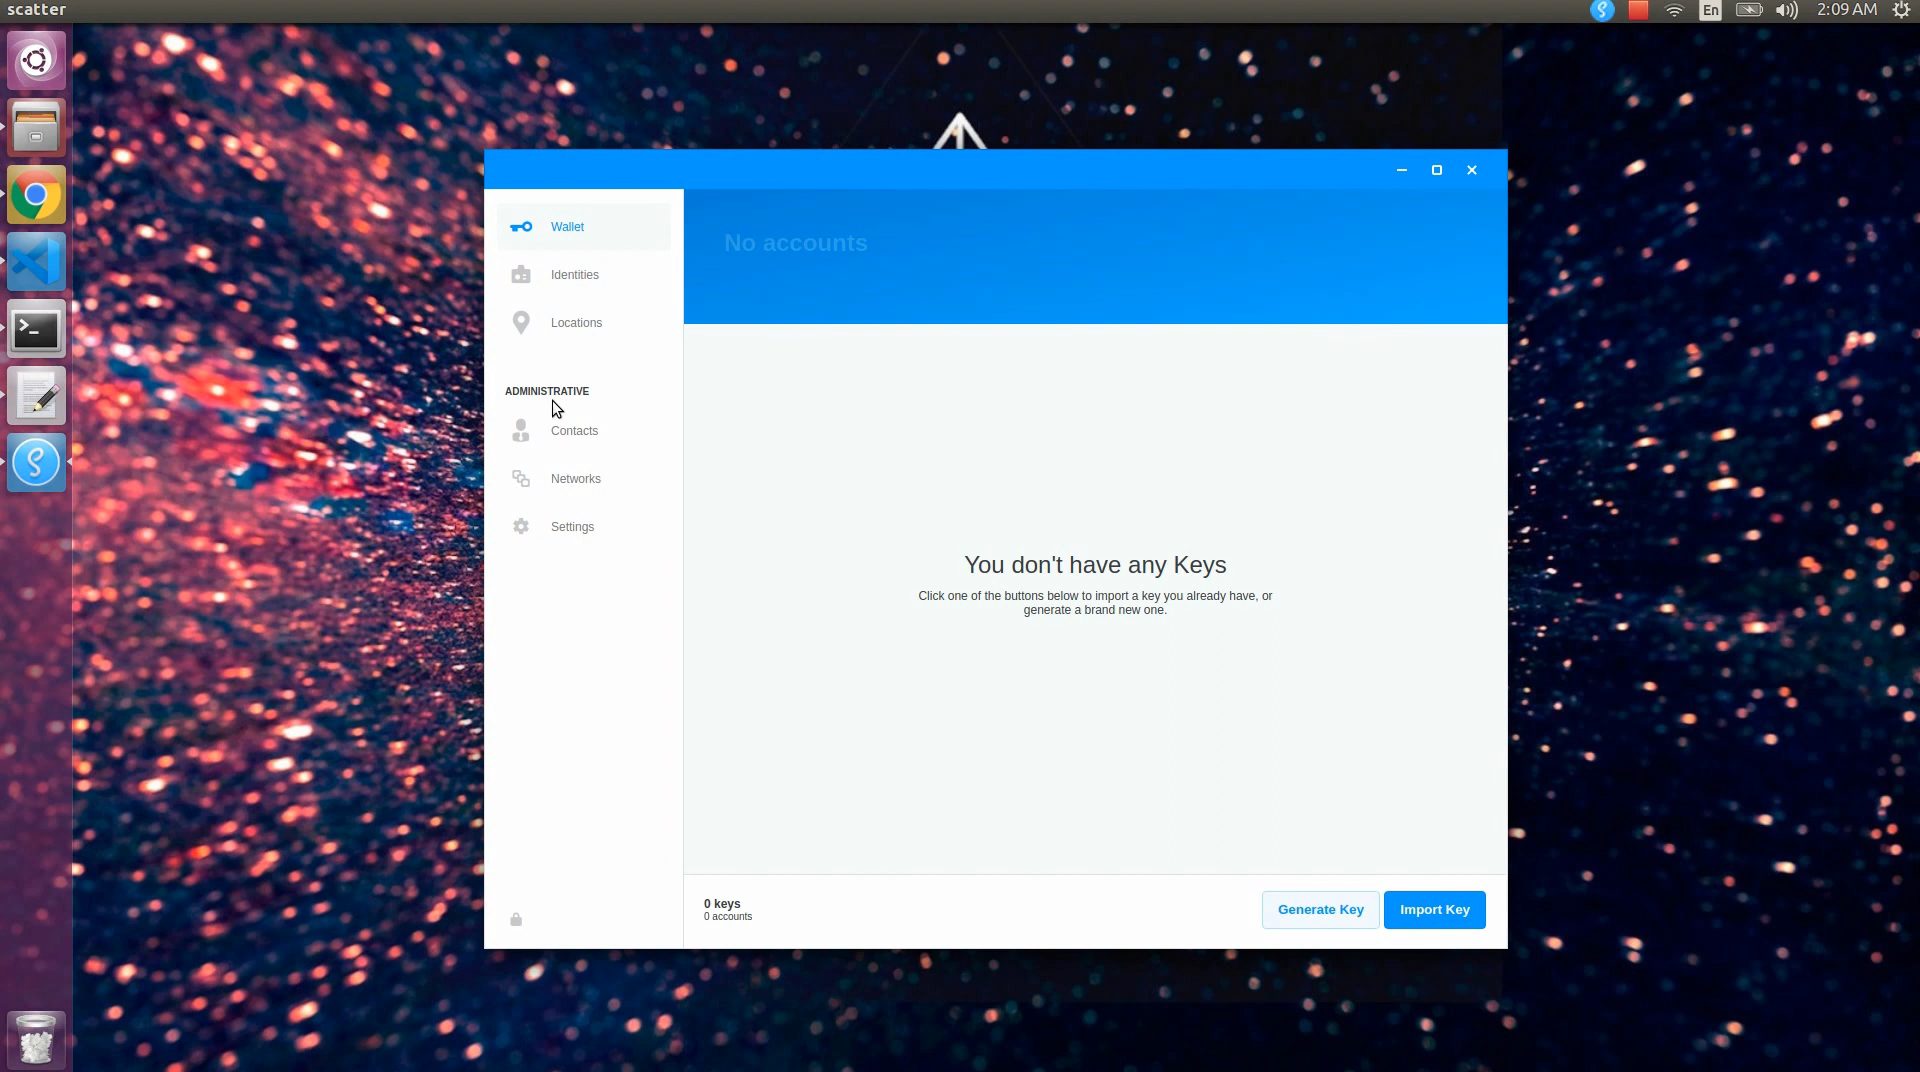 scatter
En
2:09 AM
Wallet
Identities
Locations
ADMINISTRATIVE
Contacts
Networks
Settings
No accounts
You don't have any Keys
Click one of the buttons below to import a key you already have, or
generate a brand new one.
0 keys
0 accounts
Generate Key
Import Key